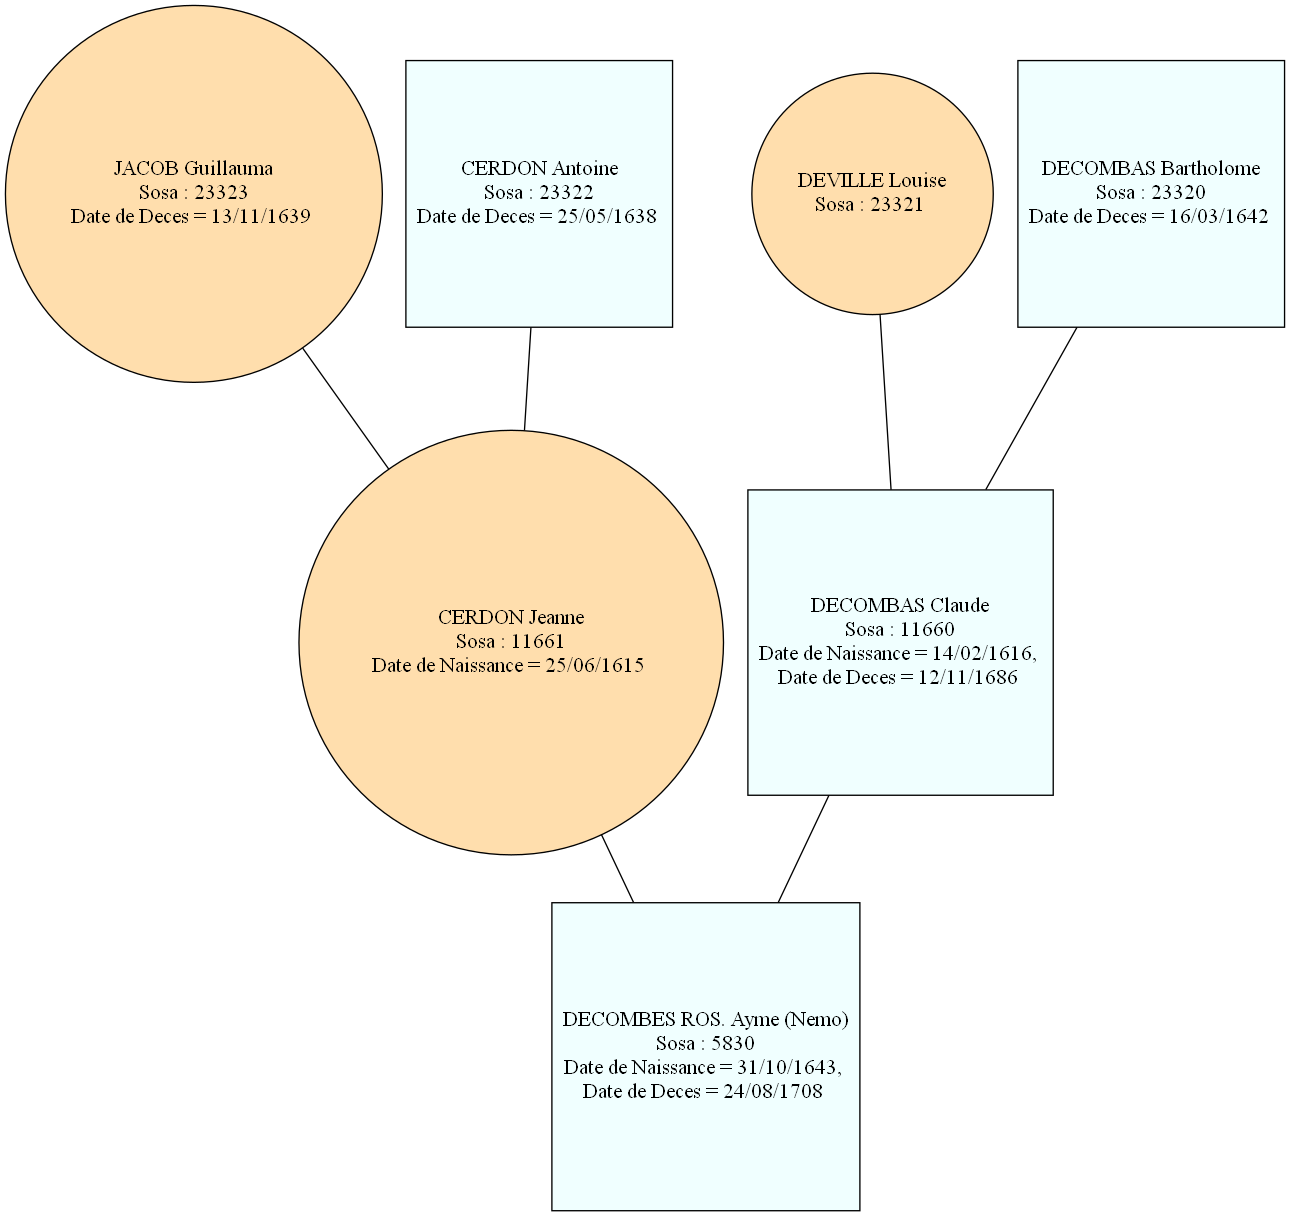 JACOB Guillauma
Sosa : 23323
Date de Deces = 13/11/1639
CERDON Antoine
Sosa : 23322
Date de Deces = 25/05/1638
DEVILLE Louise
Sosa : 23321
DECOMBAS Bartholome
Sosa : 23320
Date de Deces = 16/03/1642
CERDON Jeanne
Sosa : 11661
Date de Naissance = 25/06/1615
DECOMBAS Claude
Sosa : 11660
Date de Naissance = 14/02/1616,
Date de Deces = 12/11/1686
DECOMBES ROS. Ayme (Nemo)
Sosa : 5830
Date de Naissance = 31/10/1643,
Date de Deces = 24/08/1708